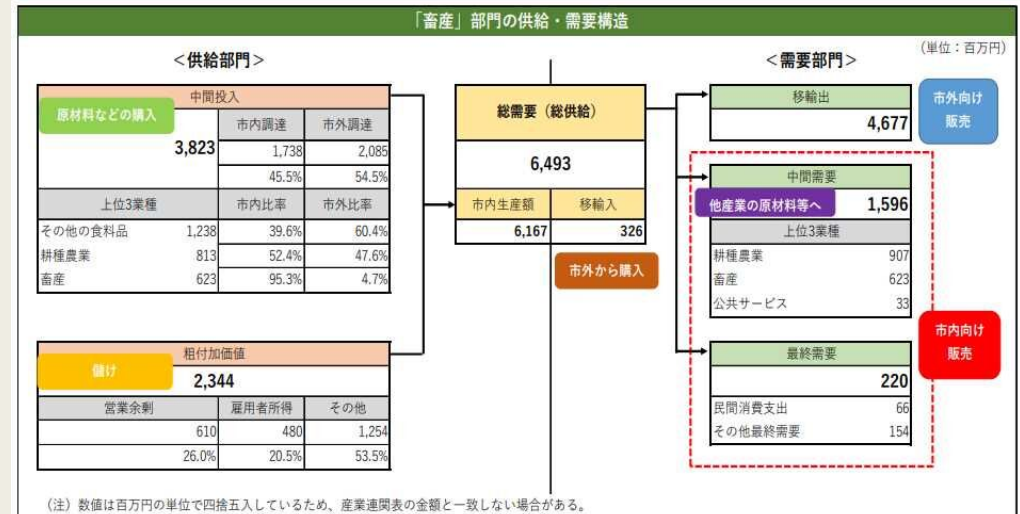 「畜産」部門の供給・需要構造
(単位:百万円)
<供給部門>
<需要部門>
中間投入
原材料などの購入
市内調達 市外調達
3,823
1,738 2,085
45.5% 54.5%
上位3業種 市内比率 市外比率
その他の食料品 1,238 39.6% 60.4%
耕種農業 813 52.4% 47.6%
畜産 623 95.3% 4.7%
粗付加価値
儲け
2,344
営業余剰 雇用者所得 その他
610 480 1,254
26.0% 20.5% 53.5%
総需要(総供給)
6,493
市内生産額 移輸入
6,167 326
市外から購入
移輸出
4,677
市外向け
販売
中間需要
他産業の原材料等へ 1,596
上位3業種
耕種農業 907
畜産 623
公共サービス 33
市内向け
販売
最終需要
220
民間消費支出 66
その他最終需要 154
(注)数値は百万円の単位で四捨五入しているため、産業連関表の金額と一致しない場合がある。